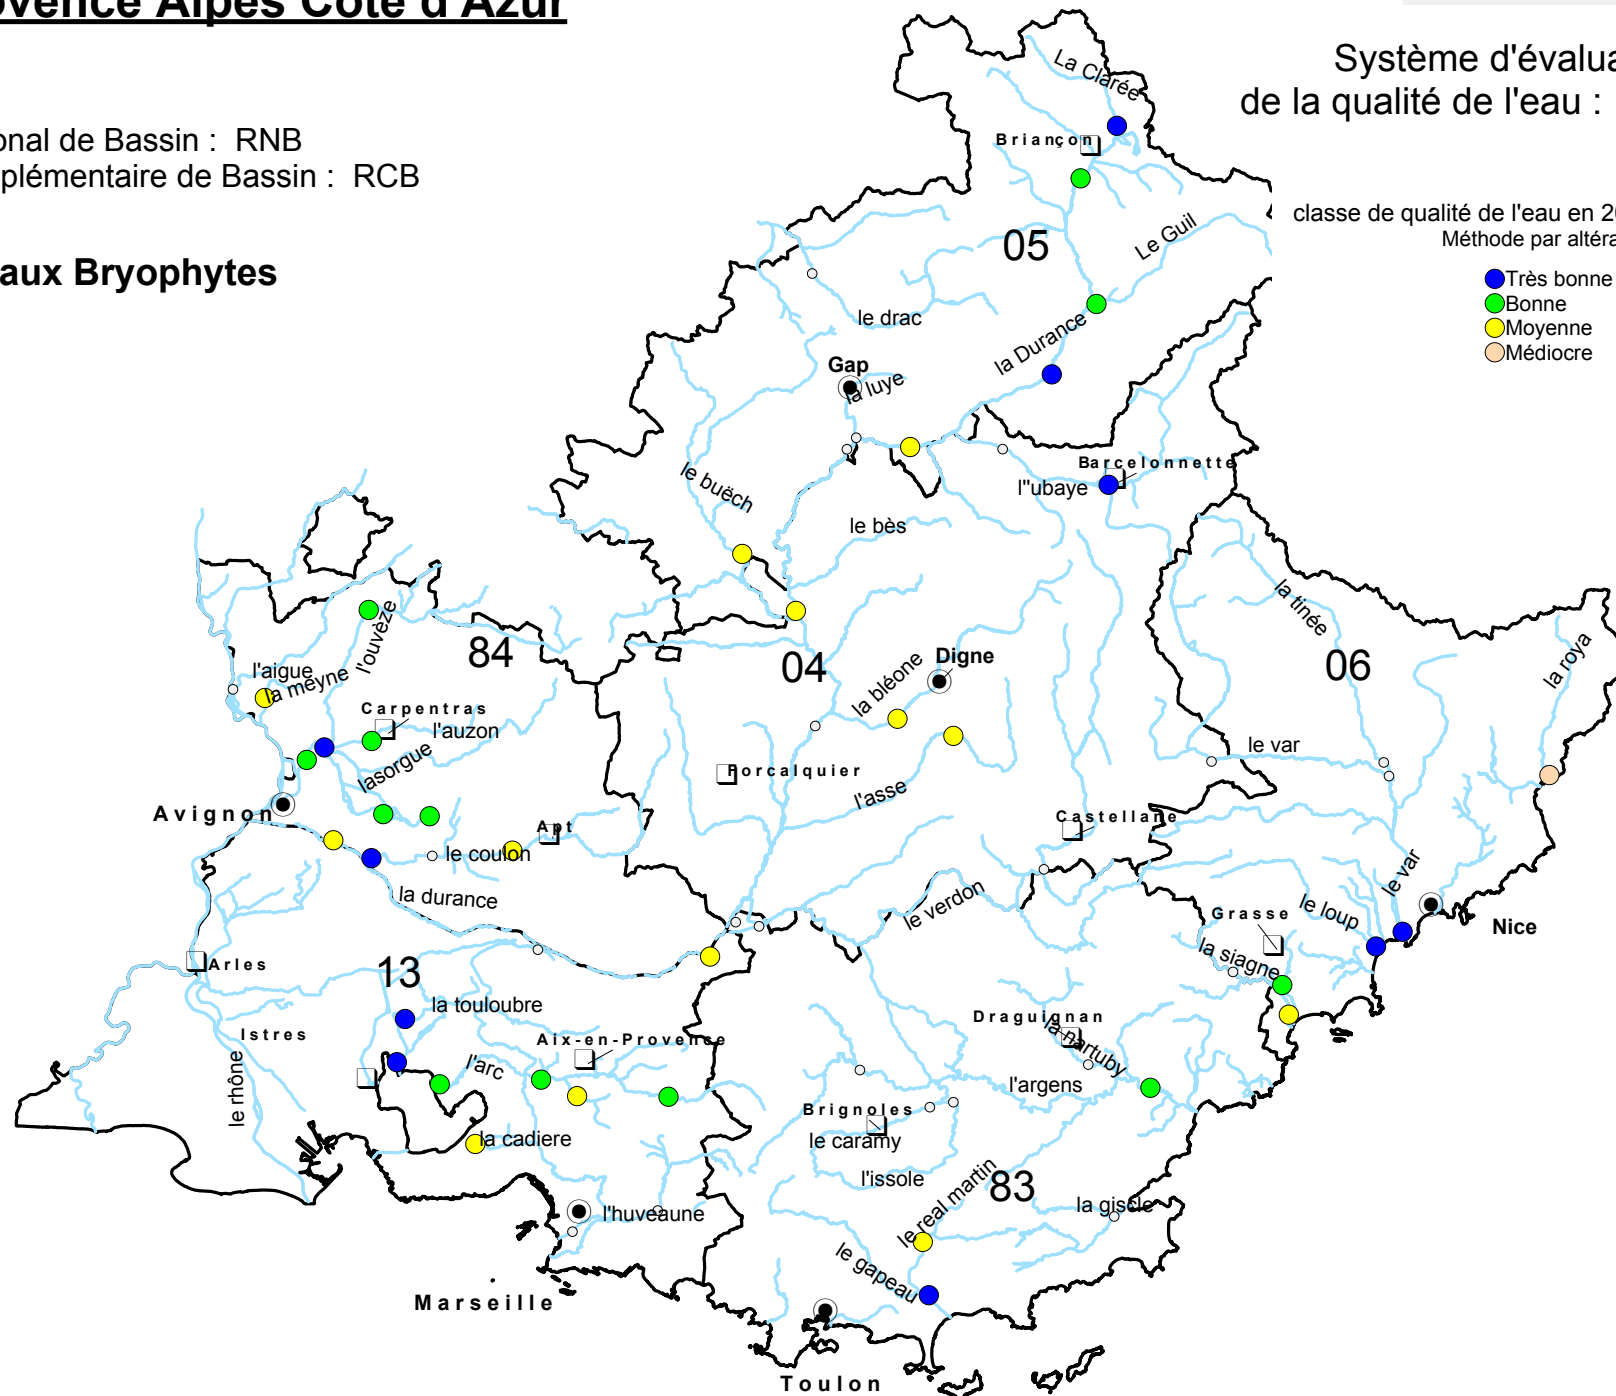 ovence Alpes Côte d'Azur
Système d'évalua
de la qualité de l'eau :
onal de Bassin : RNB
plémentaire de Bassin : RCB
aux Bryophytes
classe de qualité de l'eau en 20
Méthode par altéra
Très bonne
Bonne
Moyenne
Médiocre
La Clarée
Briançon
05
Le Guil
le drac
la Durance
Gap
la luye
Barcelonnette
l''ubaye
le buëch
le bès
la tinée
l'ouvèze
84
04
Digne
06
la roya
l'aigue
la meyne
la bléone
Carpentras
l'auzon
lasorgue
le var
Forcalquier
l'asse
Avignon
Apt
Castellane
le coulon
la durance
le verdon
le var
le loup
Grasse
Nice
la siagne
Arles
13
la touloubre
Draguignan
la nartuby
Istres
Aix-en-Provence
l'arc
l'argens
le rhône
Brignoles
le caramy
la cadiere
l'issole
le real martin
83
la giscle
l'huveaune
le gapeau
Marseille
Toulon